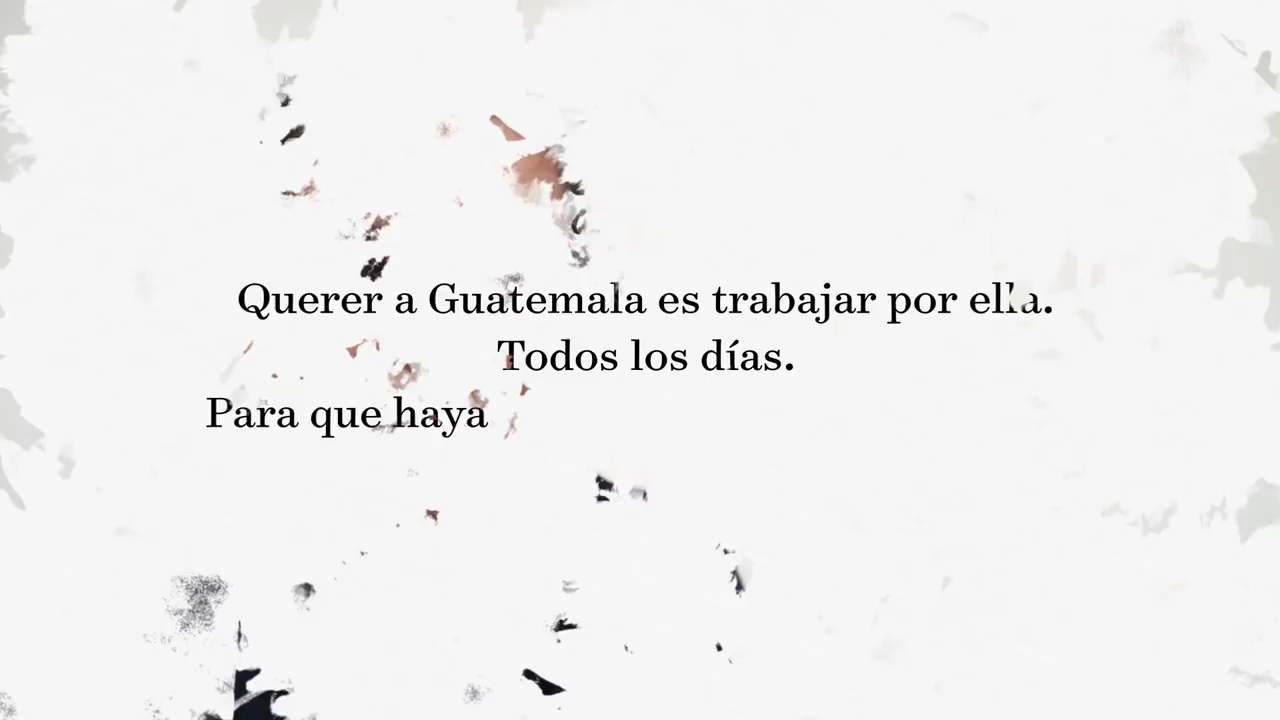 Querer a Guatemala es trabajar por ella.
Todos los días.
Para que haya